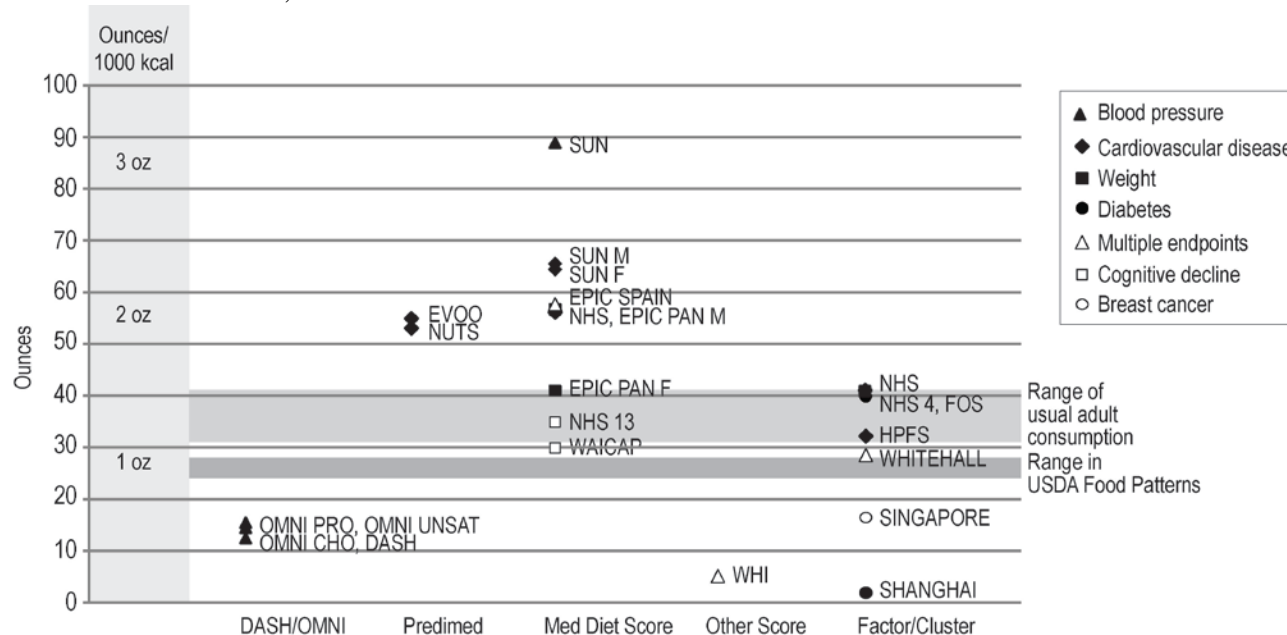 Ounces/
1000 kcal
100
90
80
70
60
50
40
30
20
10
0
Ounces
3 oz
2 oz
1 oz
SUN
SUN M
SUN F
EPIC SPAIN
NHS, EPIC PAN M
EVOO
NUTS
EPIC PAN F
NHS 13
WAICAP
OMNI PRO, OMNI UNSAT
OMNI CHO, DASH
WHI
NHS
NHS 4, FOS
HPFS
WHITEHALL
SINGAPORE
SHANGHAI
Range of
usual adult
consumption
Range in
USDA Food Patterns
Blood pressure
Cardiovascular disease
Weight
Diabetes
Multiple endpoints
Cognitive decline
Breast cancer
DASH/OMNI
Predimed
Med Diet Score
Other Score
Factor/Cluster